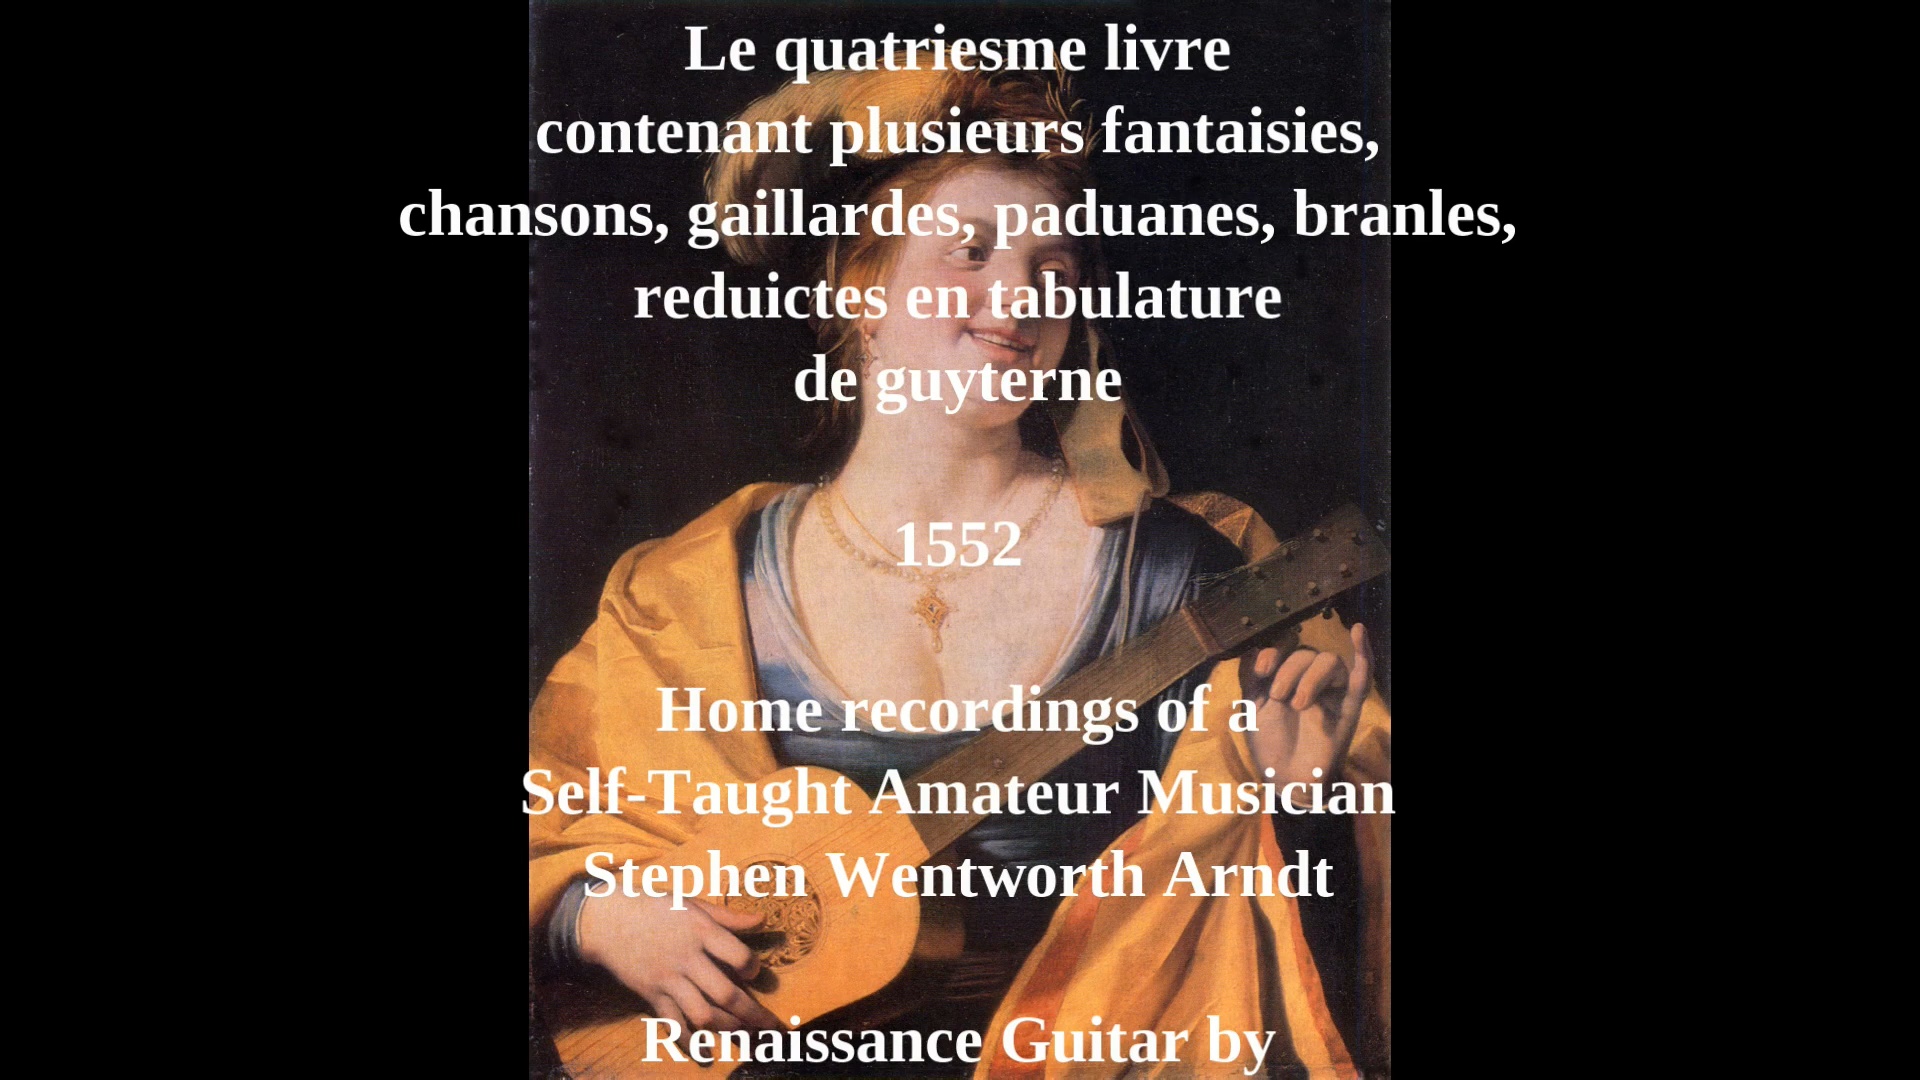 Le quatriesme livre
contenant plusieurs fantaisies,
chansons, gaillardes, paduanes, branles,
reduictes en tabulature
de guyterne
1552
Home recordings of a
Self-Taught Amateur Musician
Stephen Wentworth Arndt
Renaissance Guitar by